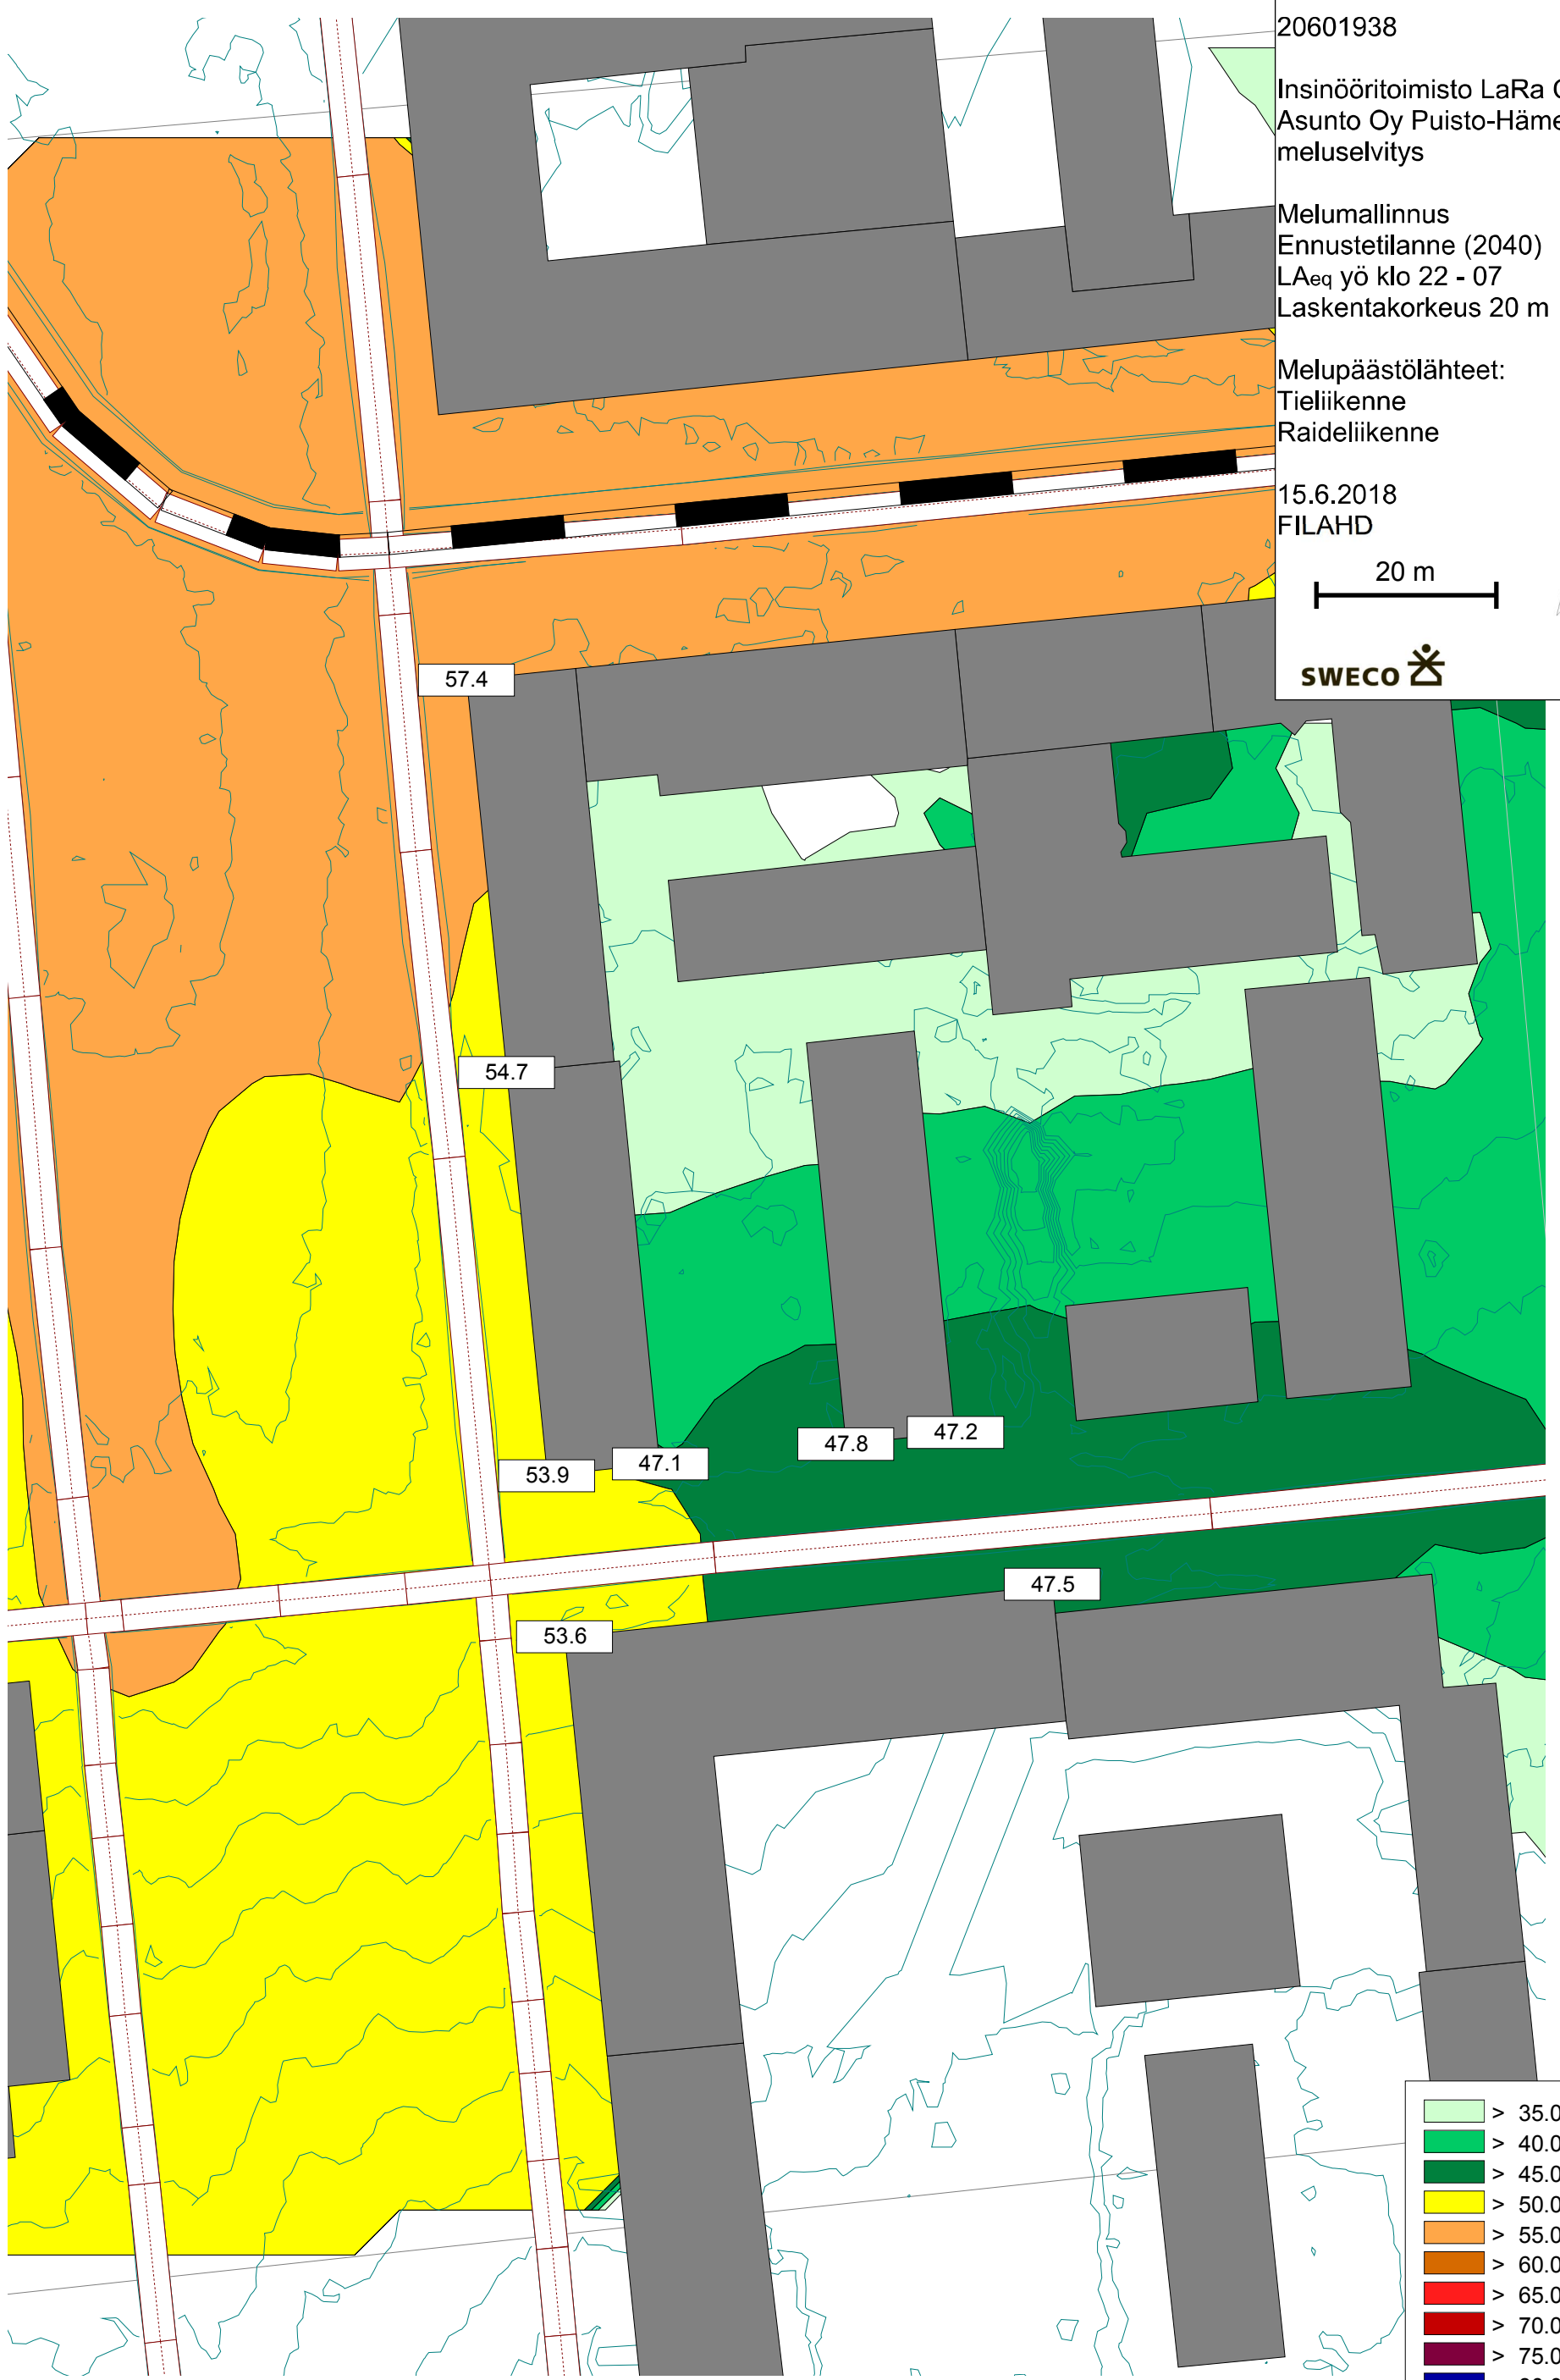 20601938
Insinööritoimisto LaRa
Asunto Oy Puisto-Häme
meluselvitys
Melumallinnus
Ennustetilanne (2040)
LAeq yö klo 22 - 07
Laskentakorkeus 20 m
Melupäästölähteet:
Tieliikenne
Raideliikenne
15.6.2018
FILAHD
20 m
SWECO
57.4
54.7
47.8
47.2
47.1
53.9
47.5
53.6
> 35.0
> 40.0
> 45.0
> 50.0
> 55.0
> 60.0
> 65.0
> 70.0
> 75.0